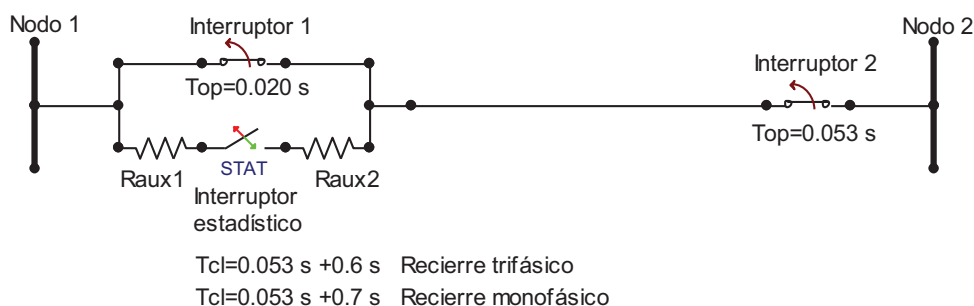 Nodo 1
Interruptor 1
Nodo 2
Interruptor 2
Top=0.020 s
Top=0.053 s
STAT
Raux1
Raux2
Interruptor
estadístico
Tcl=0.053 s +0.6 s Recierre trifásico
Tcl=0.053 s +0.7 s Recierre monofásico